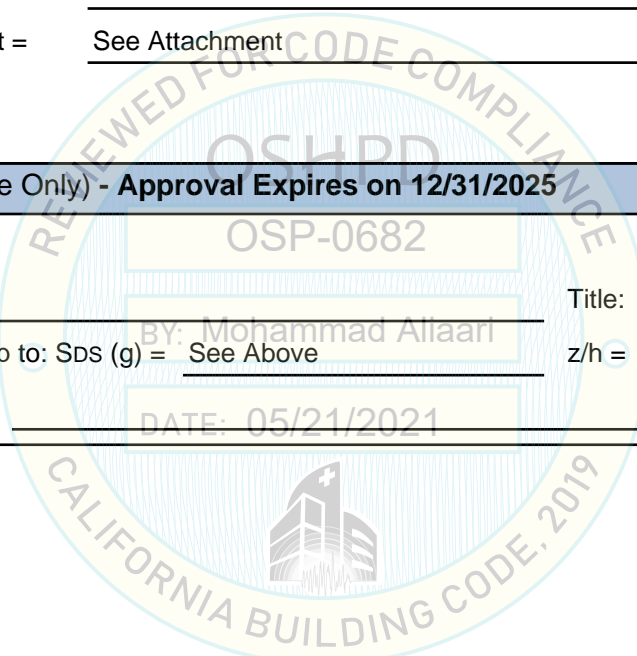 t = See Attachment
REVIEWED FOR CODE COMPLIANCE
OSHPD
e Only) - Approval Expires on 12/31/2025
OSP-0682
Title:
BY: Mohammad Aliaari
o to: SDS (g) = See Above z/h =
DATE: 05/21/2021
CALIFORNIA BUILDING CODE, 2019